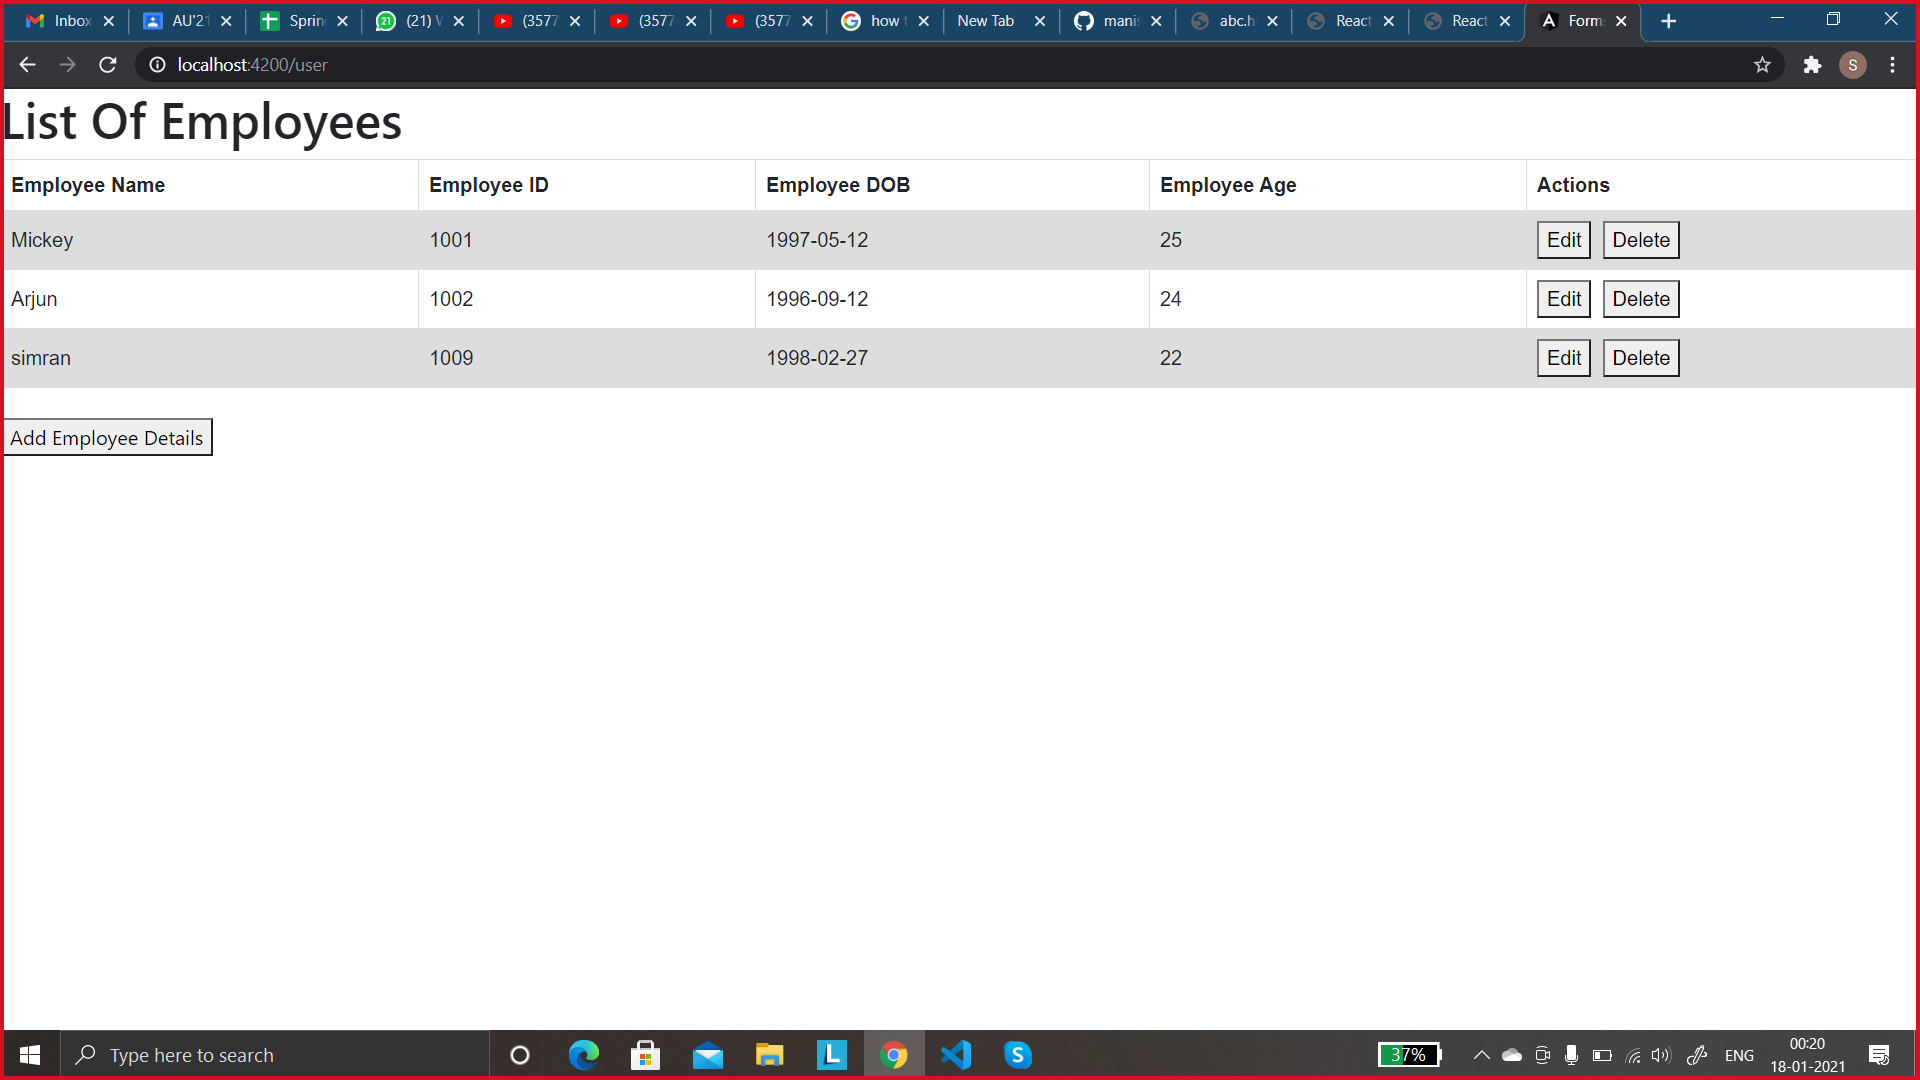 Inbox AU'21 Sprin (21) W (3577 (3577 (3577 how t New Tab manis abc.h React React Form
localhost:4200/user S
List Of Employees
Employee Name Employee ID Employee DOB Employee Age Actions
Mickey 1001 1997-05-12 25 Edit Delete
Arjun 1002 1996-09-12 24 Edit Delete
simran 1009 1998-02-27 22 Edit Delete
Add Employee Details
Type here to search L S 37% ENG 00:20
18-01-2021